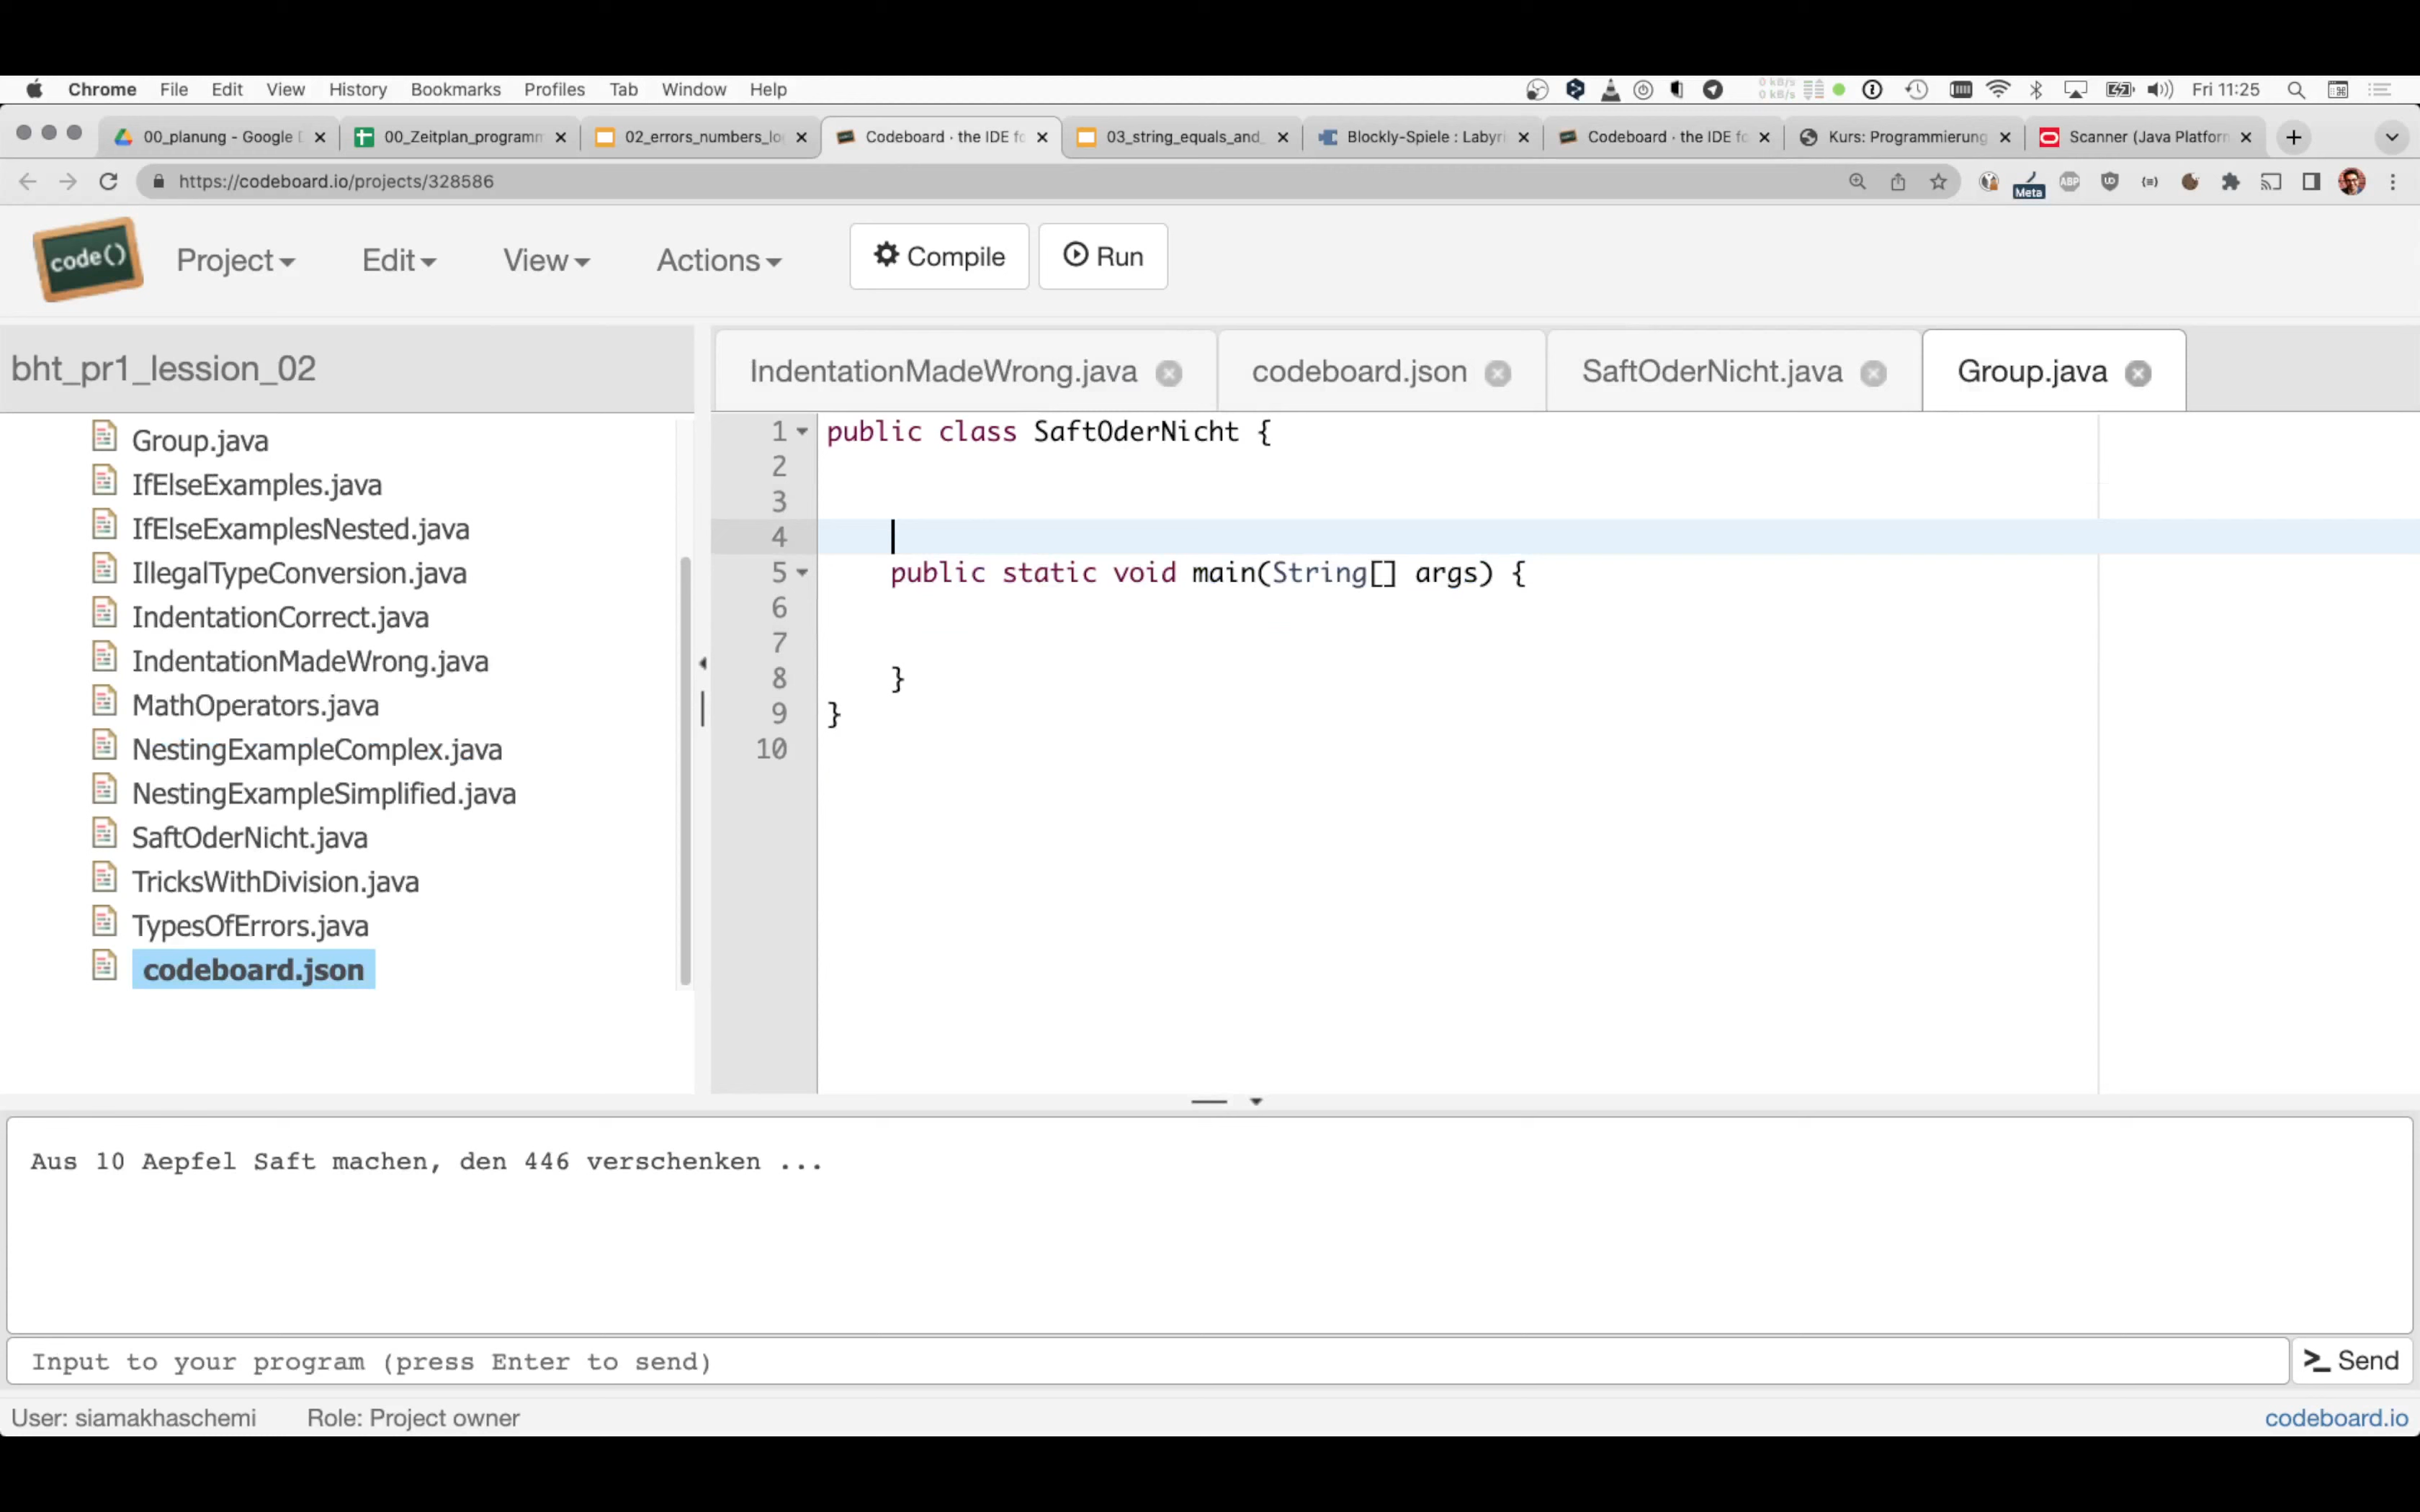 Chrome File Edit View History Bookmarks Profiles Tab Window Help 0 kB/s 0 kB/s Fri 11:25
00_planung - Google D 00_Zeitplan_programm 02_errors_numbers_lo Codeboard · the IDE fo 03_string_equals_and_ Blockly-Spiele : Labyri Codeboard · the IDE fo Kurs: Programmierung Scanner (Java Platform
https://codeboard.io/projects/328586 ABP Meta
code() Project Edit View Actions Compile Run
bht_pr1_lession_02
IndentationMadeWrong.java codeboard.json SaftOderNicht.java Group.java
Group.java
IfElseExamples.java
IfElseExamplesNested.java
IllegalTypeConversion.java
IndentationCorrect.java
IndentationMadeWrong.java
MathOperators.java
NestingExampleComplex.java
NestingExampleSimplified.java
SaftOderNicht.java
TricksWithDivision.java
TypesOfErrors.java
codeboard.json
1 public class SaftOderNicht {
2
3
4
5 public static void main(String[] args) {
6
7
8 }
9 }
10
Aus 10 Aepfel Saft machen, den 446 verschenken ...
Input to your program (press Enter to send) >_ Send
User: siamakhaschemi Role: Project owner codeboard.io